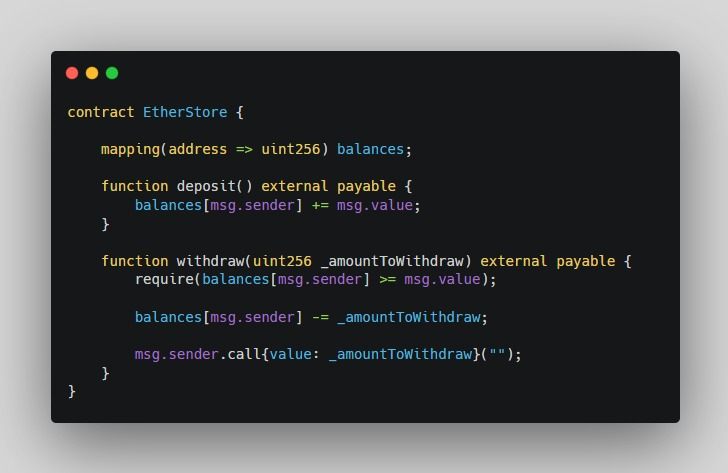 contract EtherStore {
    mapping(address => uint256) balances;
    function deposit() external payable {
        balances[msg.sender] += msg.value;
    }
    function withdraw(uint256 _amountToWithdraw) external payable {
        require(balances[msg.sender] >= msg.value);
        balances[msg.sender] -= _amountToWithdraw;
        msg.sender.call{value: _amountToWithdraw}("");
    }
}